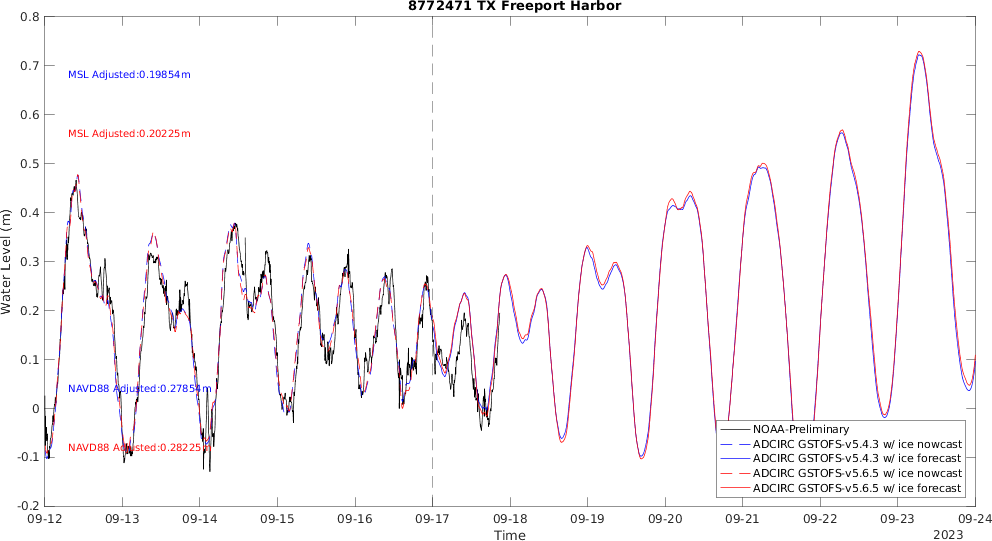 8772471 TX Freeport Harbor
0.8
0.7
0.6
0.5
0.4
0.3
0.2
0.1
0
-0.1
-0.2
Water Level (m)
MSL Adjusted:0.19854m
MSL Adjusted:0.20225m
NAVD88 Adjusted:0.27854m
NAVD88 Adjusted:0.28225m
NOAA-Preliminary
ADCIRC GSTOFS-v5.4.3 w/ ice nowcast
ADCIRC GSTOFS-v5.4.3 w/ ice forecast
ADCIRC GSTOFS-v5.6.5 w/ ice nowcast
ADCIRC GSTOFS-v5.6.5 w/ ice forecast
09-12 09-13 09-14 09-15 09-16 09-17 09-18 09-19 09-20 09-21 09-22 09-23 09-24
Time
2023